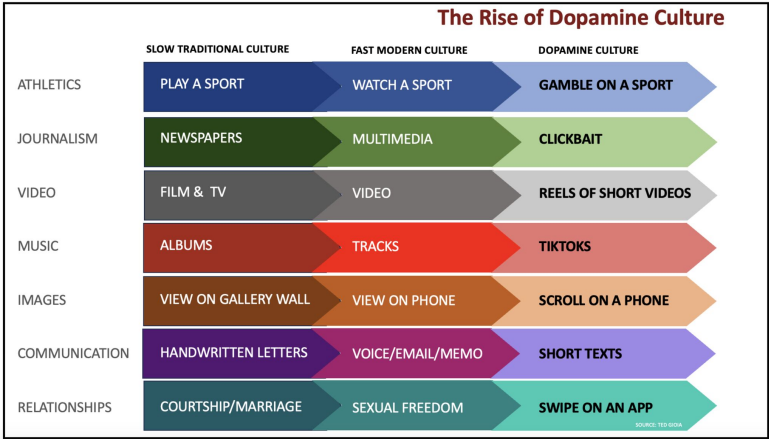 The Rise of Dopamine Culture
SLOW TRADITIONAL CULTURE FAST MODERN CULTURE DOPAMINE CULTURE
ATHLETICS PLAY A SPORT WATCH A SPORT GAMBLE ON A SPORT
JOURNALISM NEWSPAPERS MULTIMEDIA CLICKBAIT
VIDEO FILM & TV VIDEO REELS OF SHORT VIDEOS
MUSIC ALBUMS TRACKS TIKTOKS
IMAGES VIEW ON GALLERY WALL VIEW ON PHONE SCROLL ON A PHONE
COMMUNICATION HANDWRITTEN LETTERS VOICE/EMAIL/MEMO SHORT TEXTS
RELATIONSHIPS COURTSHIP/MARRIAGE SEXUAL FREEDOM SWIPE ON AN APP
SOURCE: TED GIOIA